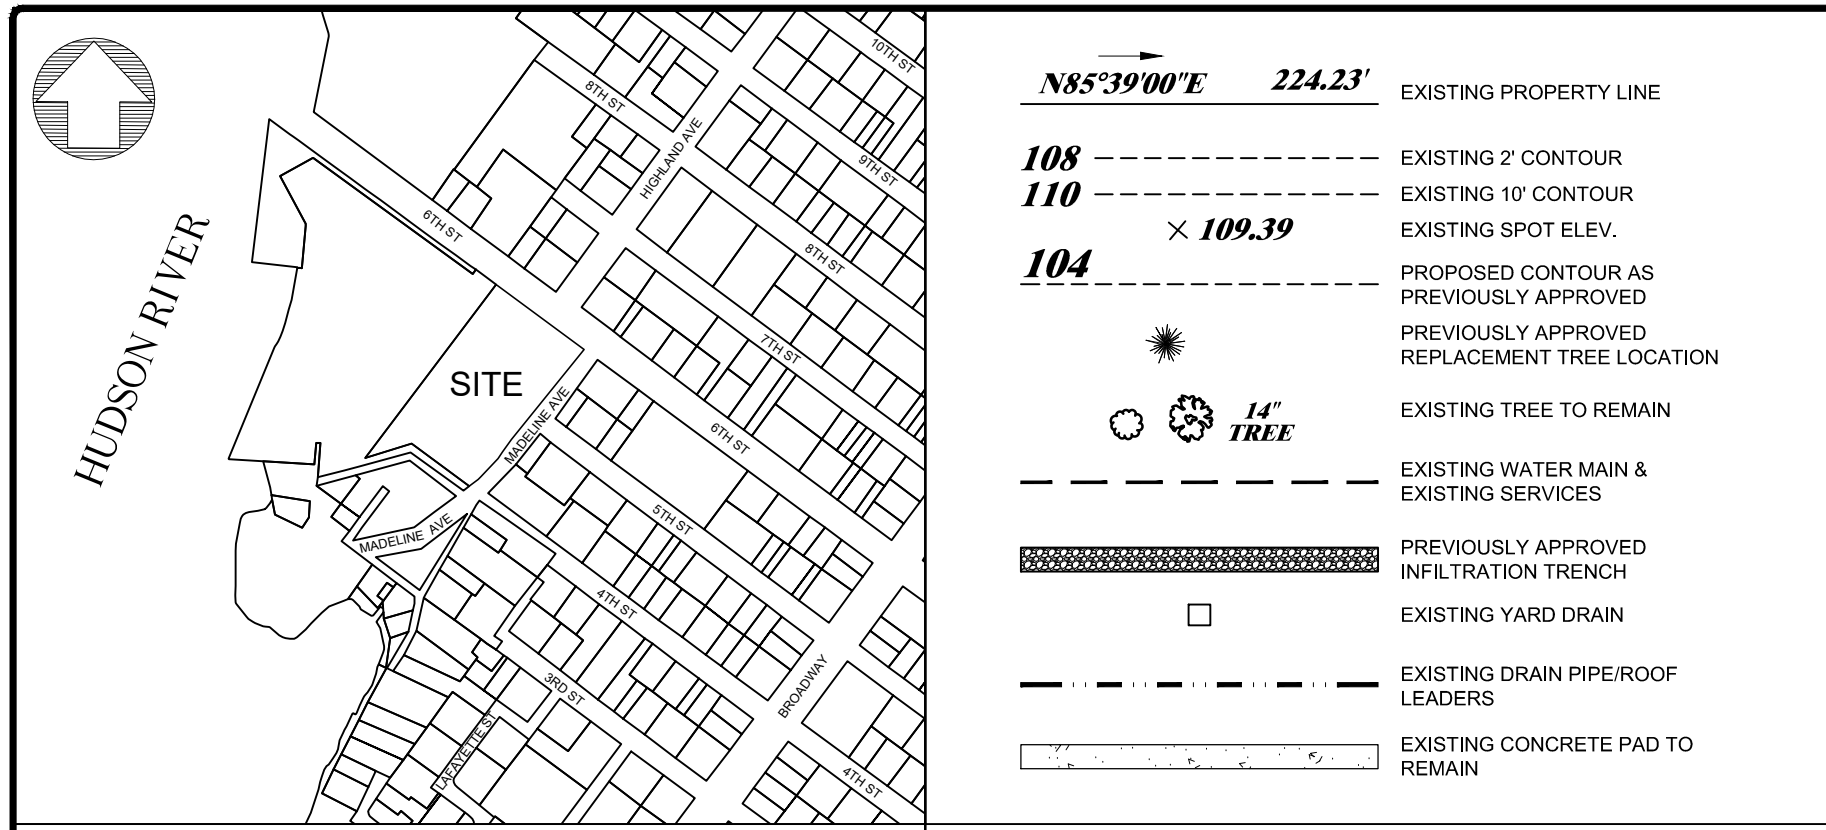 10TH ST
8TH ST
HIGHLAND AVE
9TH ST
6TH ST
8TH ST
HUDSON RIVER
7TH ST
SITE
MADELINE AVE
6TH ST
5TH ST
MADELINE AVE
4TH ST
3RD ST
BROADWAY
LAFAYETTE ST
4TH ST
N85°39'00"E 224.23'
EXISTING PROPERTY LINE
108
EXISTING 2' CONTOUR
110
EXISTING 10' CONTOUR
109.39
EXISTING SPOT ELEV.
104
PROPOSED CONTOUR AS
PREVIOUSLY APPROVED
PREVIOUSLY APPROVED
REPLACEMENT TREE LOCATION
14"
TREE
EXISTING TREE TO REMAIN
EXISTING WATER MAIN &
EXISTING SERVICES
PREVIOUSLY APPROVED
INFILTRATION TRENCH
EXISTING YARD DRAIN
EXISTING DRAIN PIPE/ROOF
LEADERS
EXISTING CONCRETE PAD TO
REMAIN